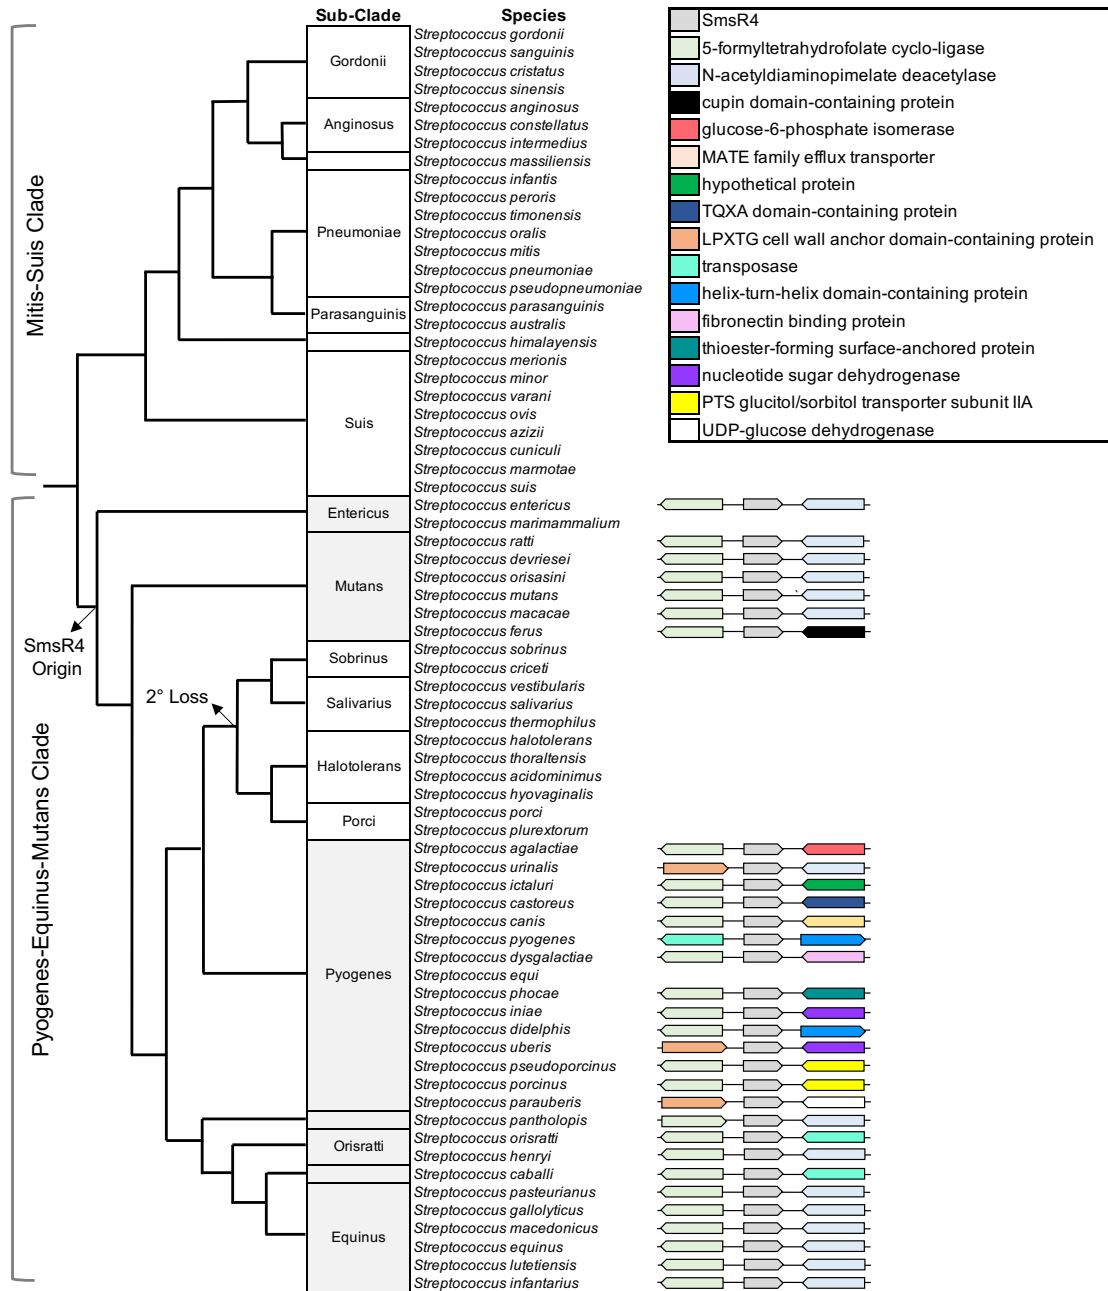 Sub-Clade
Species
Mitis-Suis Clade
Pyogenes-Equinus-Mutans Clade
SmsR4
Origin
2° Loss
Gordonii
Anginosus
Pneumoniae
Parasanguinis
Suis
Entericus
Mutans
Sobrinus
Salivarius
Halotolerans
Porci
Pyogenes
Orisratti
Equinus
Streptococcus gordonii
Streptococcus sanguinis
Streptococcus cristatus
Streptococcus sinensis
Streptococcus anginosus
Streptococcus constellatus
Streptococcus intermedius
Streptococcus massiliensis
Streptococcus infantis
Streptococcus peroris
Streptococcus timonensis
Streptococcus oralis
Streptococcus mitis
Streptococcus pneumoniae
Streptococcus pseudopneumoniae
Streptococcus parasanguinis
Streptococcus australis
Streptococcus himalayensis
Streptococcus merionis
Streptococcus minor
Streptococcus varani
Streptococcus ovis
Streptococcus azizii
Streptococcus cuniculi
Streptococcus marmotae
Streptococcus suis
Streptococcus entericus
Streptococcus marimammalium
Streptococcus ratti
Streptococcus devriesei
Streptococcus orisasini
Streptococcus mutans
Streptococcus macacae
Streptococcus ferus
Streptococcus sobrinus
Streptococcus criceti
Streptococcus vestibularis
Streptococcus salivarius
Streptococcus thermophilus
Streptococcus halotolerans
Streptococcus thoraltensis
Streptococcus acidominimus
Streptococcus hyovaginalis
Streptococcus porci
Streptococcus plurextorum
Streptococcus agalactiae
Streptococcus urinalis
Streptococcus ictaluri
Streptococcus castoreus
Streptococcus canis
Streptococcus pyogenes
Streptococcus dysgalactiae
Streptococcus equi
Streptococcus phocae
Streptococcus iniae
Streptococcus didelphis
Streptococcus uberis
Streptococcus pseudoporcinus
Streptococcus porcinus
Streptococcus parauberis
Streptococcus pantholopis
Streptococcus orisratti
Streptococcus henryi
Streptococcus caballi
Streptococcus pasteurianus
Streptococcus gallolyticus
Streptococcus macedonicus
Streptococcus equinus
Streptococcus lutetiensis
Streptococcus infantarius
SmsR4
5-formyltetrahydrofolate cyclo-ligase
N-acetyldiaminopimelate deacetylase
cupin domain-containing protein
glucose-6-phosphate isomerase
MATE family efflux transporter
hypothetical protein
TQXA domain-containing protein
LPXTG cell wall anchor domain-containing protein
transposase
helix-turn-helix domain-containing protein
fibronectin binding protein
thioester-forming surface-anchored protein
nucleotide sugar dehydrogenase
PTS glucitol/sorbitol transporter subunit IIA
UDP-glucose dehydrogenase